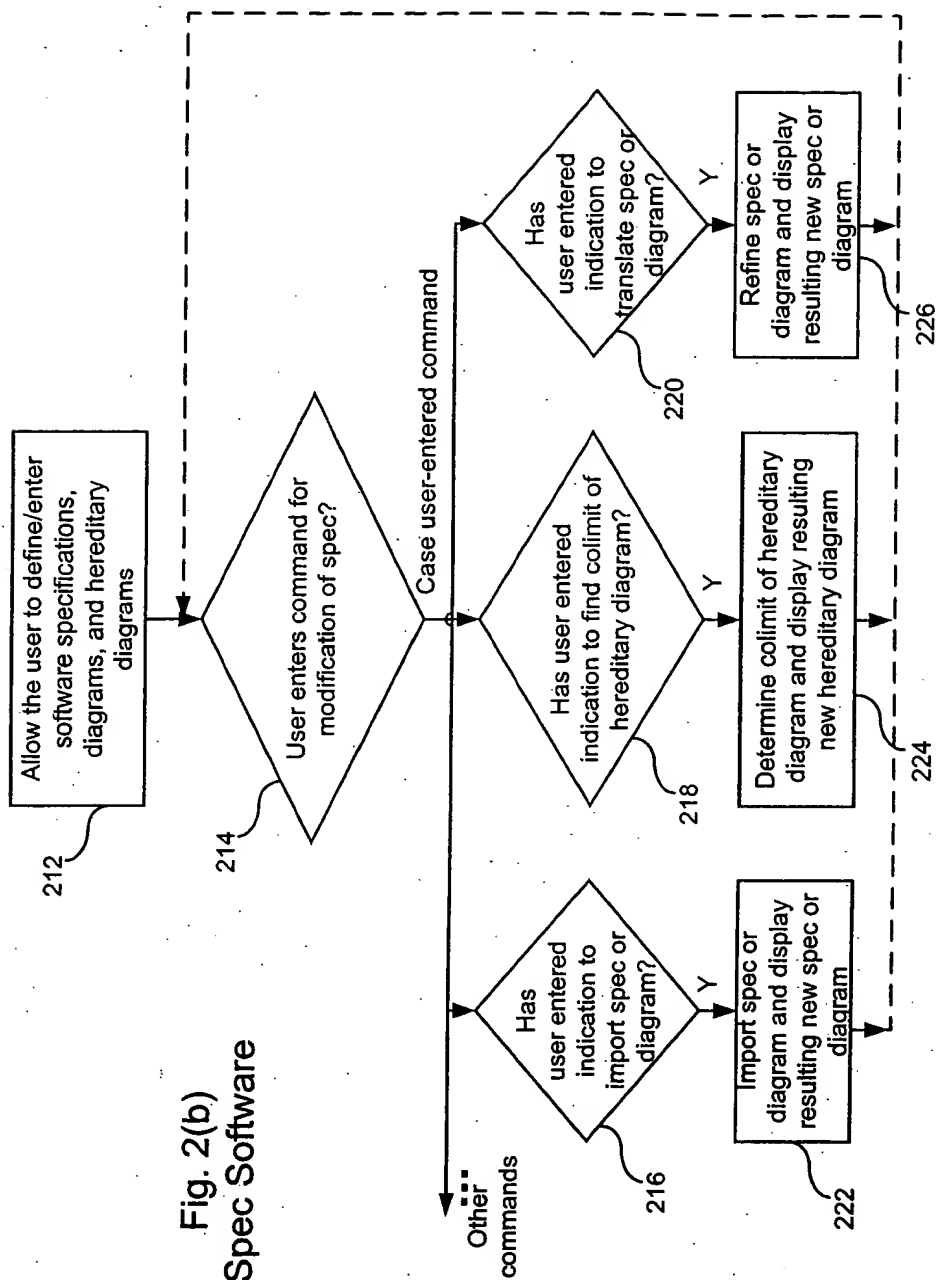 Allow the user to define/enter
software specifications,
diagrams, and hereditary
diagrams
212
User enters command for
modification of spec?
214
Case user-entered command
Other
commands
Has
user entered
indication to
import spec or
diagram?
216
Y
Import spec or
diagram and display
resulting new spec or
diagram
222
Has user entered
indication to find colimit of
hereditary diagram?
218
Y
Determine colimit of hereditary
diagram and display resulting
new hereditary diagram
224
Has
user entered
indication to
translate spec or
diagram?
220
Y
Refine spec or
diagram and display
resulting new spec or
diagram
226
Fig. 2(b)
Spec Software